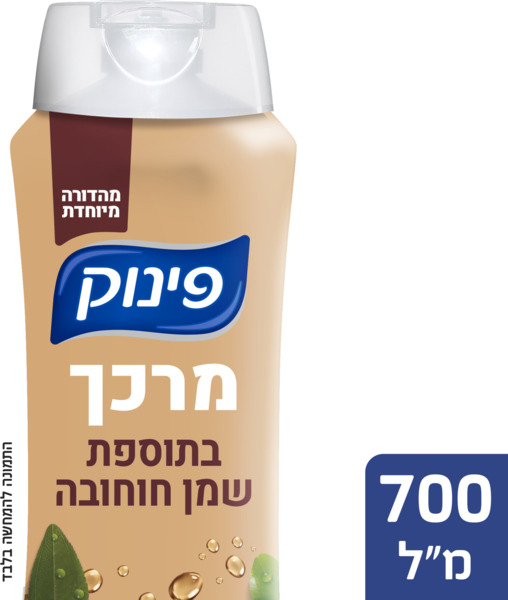 מהדורה
מיוחדת
פינוק
מרכך
בתוספת
שמן חוחובה
700
מ"ל
התמונה להמחשה בלבד